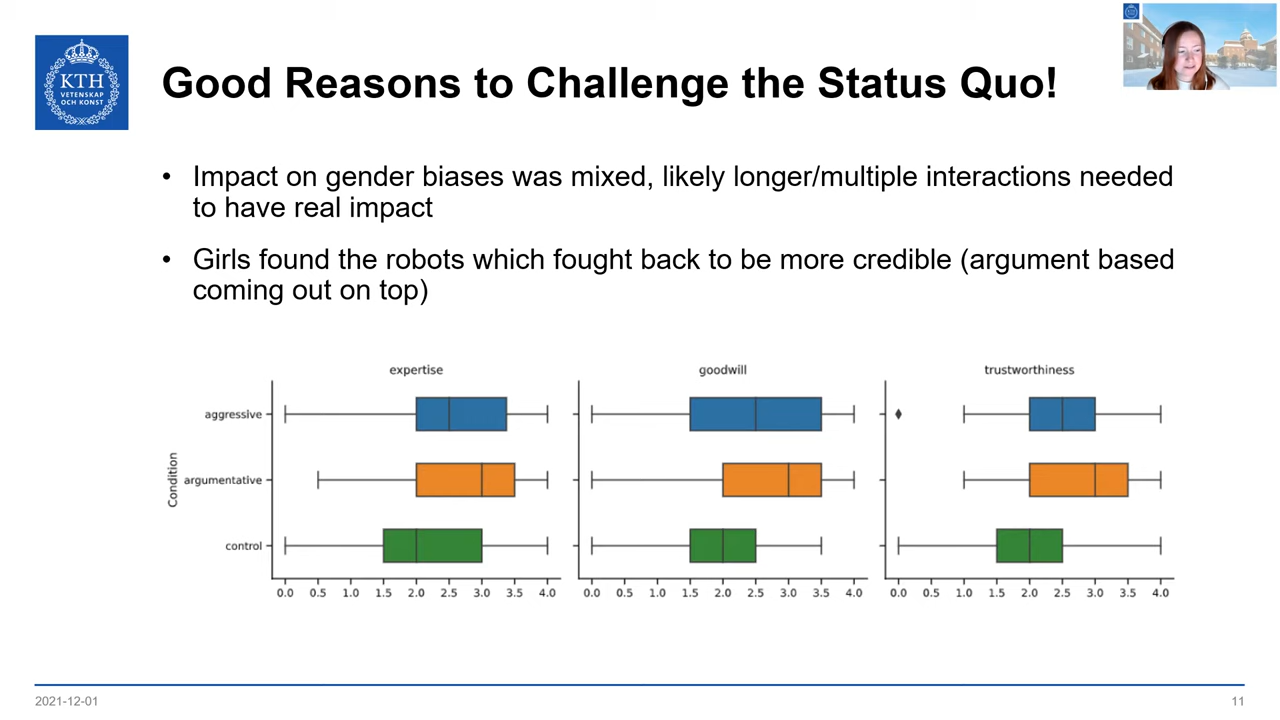 KTH
VETENSKAP
OCH KONST
Good Reasons to Challenge the Status Quo!
• Impact on gender biases was mixed, likely longer/multiple interactions needed
to have real impact
• Girls found the robots which fought back to be more credible (argument based
coming out on top)
expertise
goodwill
trustworthiness
Condition
aggressive
argumentative
control
0.0 0.5 1.0 1.5 2.0 2.5 3.0 3.5 4.0
0.0 0.5 1.0 1.5 2.0 2.5 3.0 3.5 4.0
0.0 0.5 1.0 1.5 2.0 2.5 3.0 3.5 4.0
2021-12-01
11